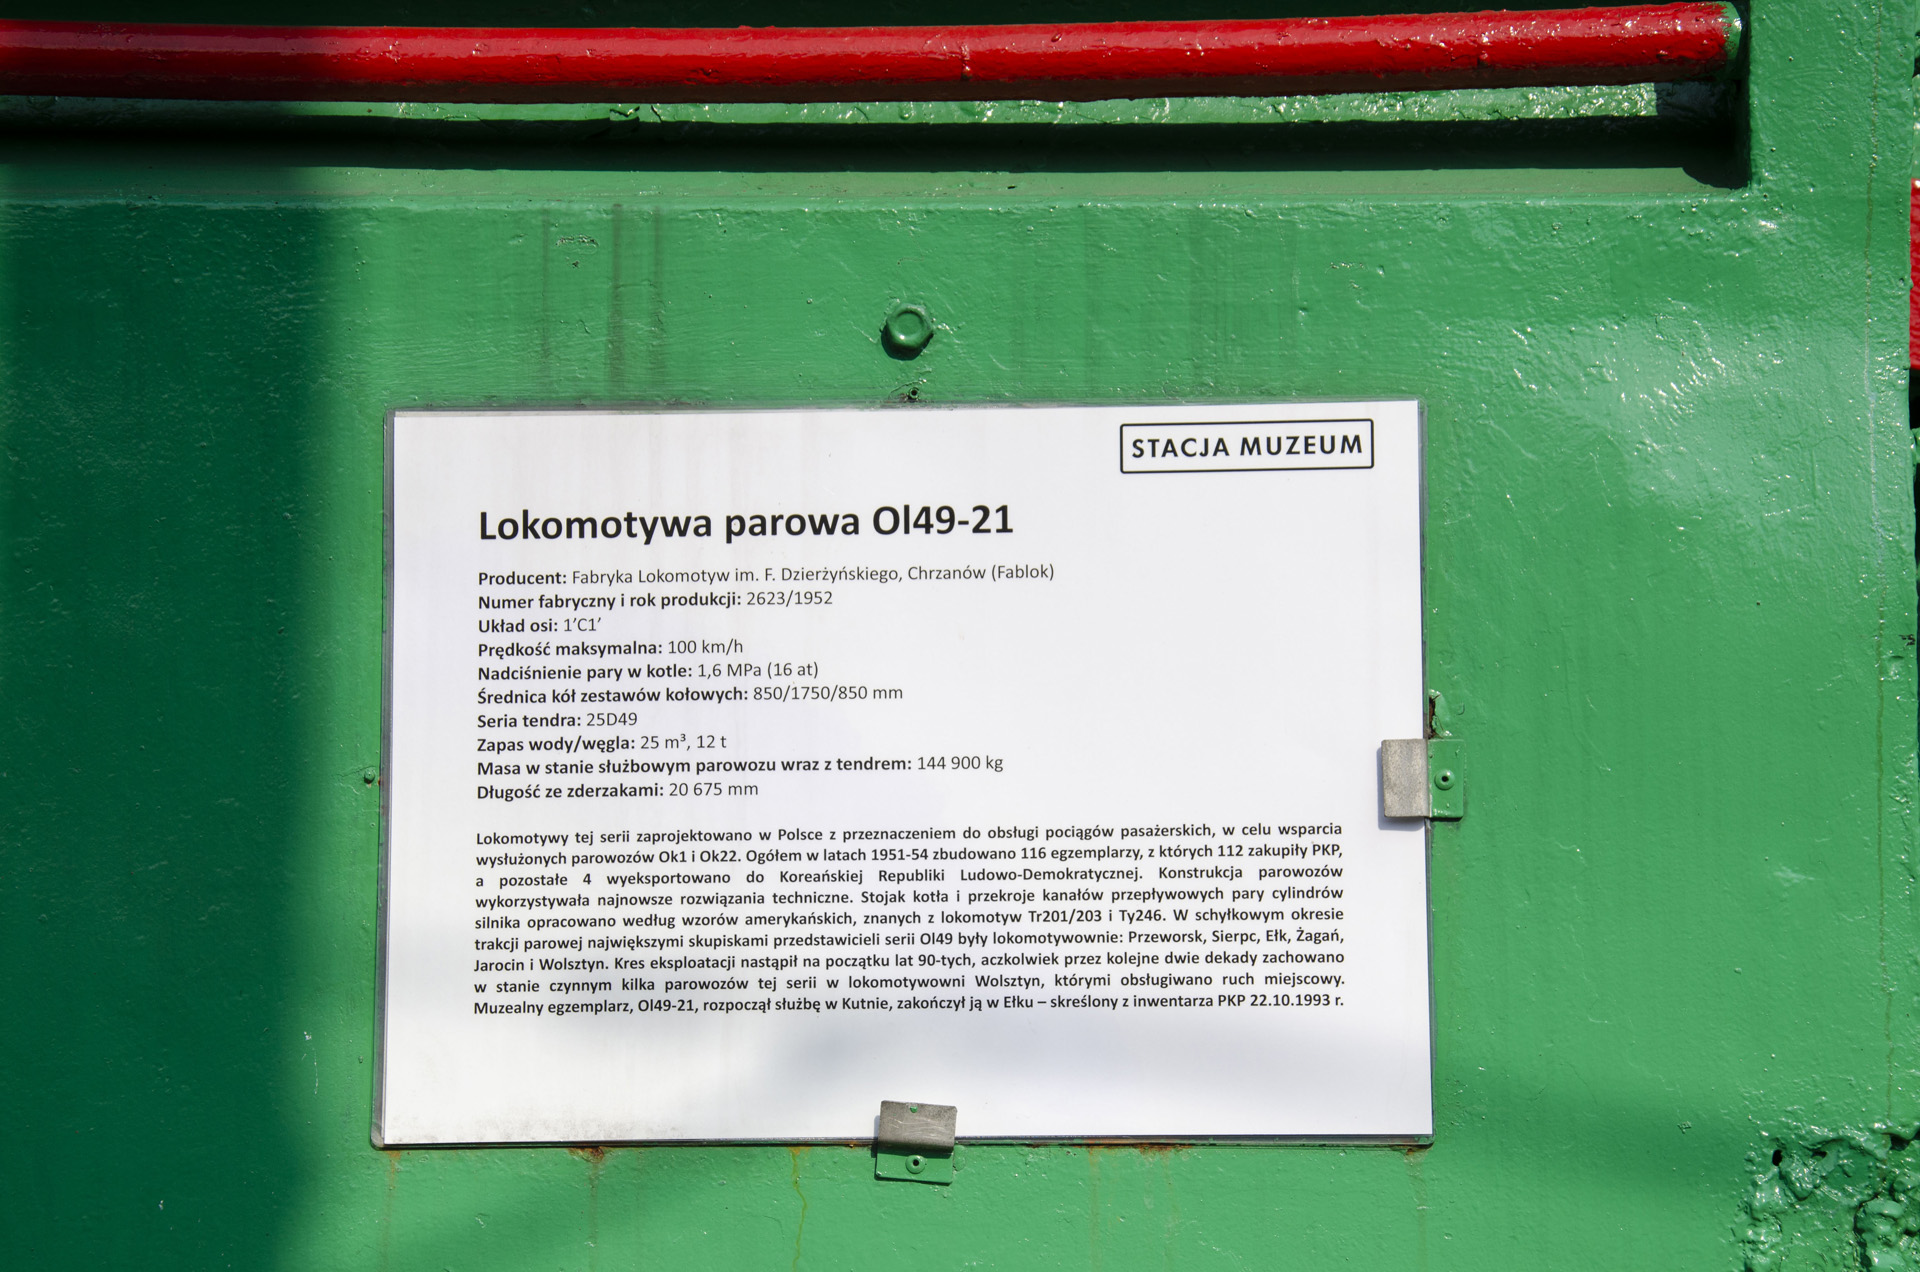 STACJA MUZEUM
Lokomotywa parowa Ol49-21
Producent: Fabryka Lokomotyw im. F. Dzierżyńskiego, Chrzanów (Fablok)
Numer fabryczny i rok produkcji: 2623/1952
Układ osi: 1’C1’
Prędkość maksymalna: 100 km/h
Nadciśnienie pary w kotle: 1,6 MPa (16 at)
Średnica kół zestawów kołowych: 850/1750/850 mm
Seria tendra: 25D49
Zapas wody/węgla: 25 m³, 12 t
Masa w stanie służbowym parowozu wraz z tendrem: 144 900 kg
Długość ze zderzakami: 20 675 mm
Lokomotywy tej serii zaprojektowano w Polsce z przeznaczeniem do obsługi pociągów pasażerskich, w celu wsparcia
wysłużonych parowozów Ok1 i Ok22. Ogółem w latach 1951-54 zbudowano 116 egzemplarzy, z których 112 zakupiły PKP,
a pozostałe 4 wyeksportowano do Koreańskiej Republiki Ludowo-Demokratycznej. Konstrukcja parowozów
wykorzystywała najnowsze rozwiązania techniczne. Stojak kotła i przekroje kanałów przepływowych pary cylindrów
silnika opracowano według wzorów amerykańskich, znanych z lokomotyw Tr201/203 i Ty246. W schyłkowym okresie
trakcji parowej największymi skupiskami przedstawicieli serii Ol49 były lokomotywownie: Przeworsk, Sierpc, Ełk, Żagań,
Jarocin i Wolsztyn. Kres eksploatacji nastąpił na początku lat 90-tych, aczkolwiek przez kolejne dwie dekady zachowano
w stanie czynnym kilka parowozów tej serii w lokomotywowni Wolsztyn, którymi obsługiwano ruch miejscowy.
Muzealny egzemplarz, Ol49-21, rozpoczął służbę w Kutnie, zakończył ją w Ełku – skreślony z inwentarza PKP 22.10.1993 r.